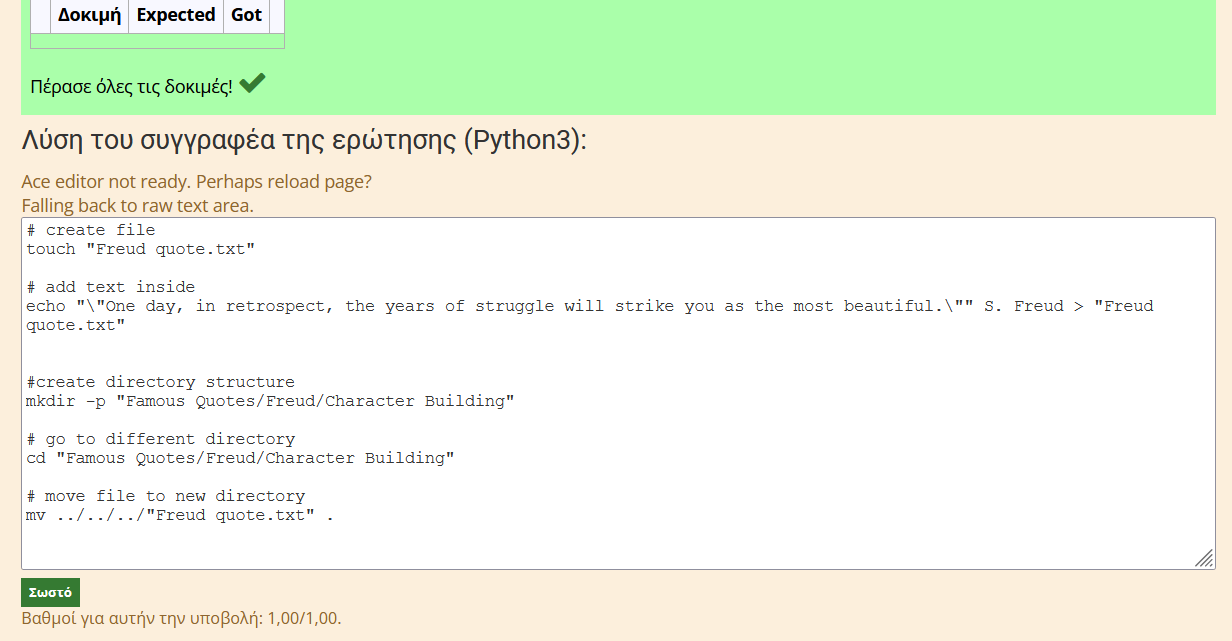 Δοκιμή Expected Got
Πέρασε όλες τις δοκιμές!
Λύση του συγγραφέα της ερώτησης (Python3):
Ace editor not ready. Perhaps reload page?
Falling back to raw text area.
# create file
touch "Freud quote.txt"
# add text inside
echo "\"One day, in retrospect, the years of struggle will strike you as the most beautiful.\"" S. Freud > "Freud
quote.txt"
#create directory structure
mkdir -p "Famous Quotes/Freud/Character Building"
# go to different directory
cd "Famous Quotes/Freud/Character Building"
# move file to new directory
mv ../../../"Freud quote.txt" .
Σωστό
Βαθμοί για αυτήν την υποβολή: 1,00/1,00.